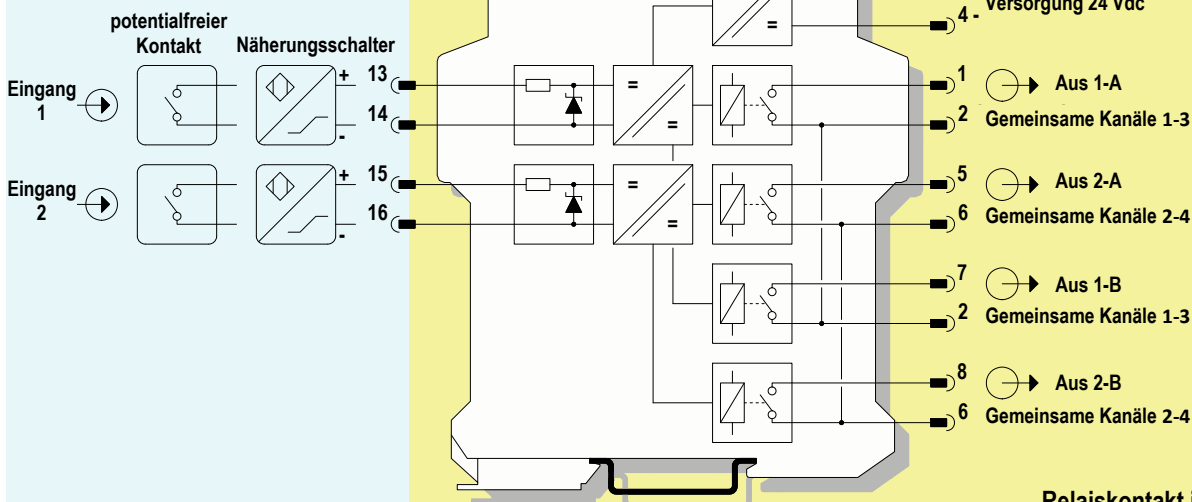 Versorgung 24 Vdc
4 -
potentialfreier
Kontakt
Näherungsschalter
=
Eingang
1
+
13
14
-
=
=
1
Aus 1-A
2
Gemeinsame Kanäle 1-3
Eingang
2
+
15
16
-
=
=
5
Aus 2-A
6
Gemeinsame Kanäle 2-4
7
Aus 1-B
2
Gemeinsame Kanäle 1-3
8
Aus 2-B
6
Gemeinsame Kanäle 2-4
Relaiskontakt